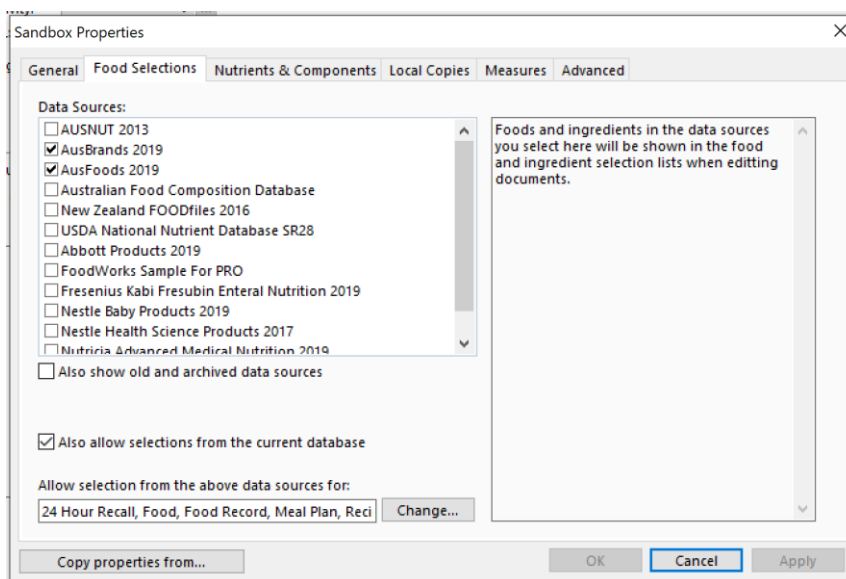 Sandbox Properties
General Food Selections Nutrients & Components Local Copies Measures Advanced
Data Sources:
AUSNUT 2013
AusBrands 2019
AusFoods 2019
Australian Food Composition Database
New Zealand FOODfiles 2016
USDA National Nutrient Database SR28
Abbott Products 2019
FoodWorks Sample For PRO
Fresenius Kabi Fresubin Enteral Nutrition 2019
Nestle Baby Products 2019
Nestle Health Science Products 2017
Nutricia Advanced Medical Nutrition 2019
Foods and ingredients in the data sources
you select here will be shown in the food
and ingredient selection lists when editting
documents.
Also show old and archived data sources
Also allow selections from the current database
Allow selection from the above data sources for:
24 Hour Recall, Food, Food Record, Meal Plan, Reci
Change...
Copy properties from...
OK Cancel Apply